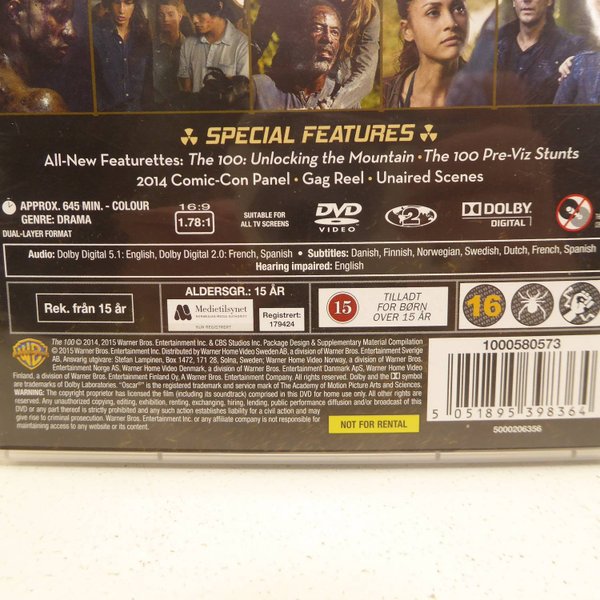 SPECIAL FEATURES
All-New Featurettes: The 100: Unlocking the Mountain • The 100 Pre-Viz Stunts
2014 Comic-Con Panel • Gag Reel • Unaired Scenes
APPROX. 645 MIN. - COLOUR
GENRE: DRAMA
DUAL-LAYER FORMAT
16:9
1.78:1
SUITABLE FOR
ALL TV SCREENS
DVD
VIDEO
2
DOLBY
DIGITAL
Audio: Dolby Digital 5.1: English, Dolby Digital 2.0: French, Spanish • Subtitles: Danish, Finnish, Norwegian, Swedish, Dutch, French, Spanish
Hearing impaired: English
Rek. från 15 år
ALDERSGR.: 15 ÅR
Medietilsynet
Registrert:
179424
15
TILLADT
FOR BØRN
OVER 15 ÅR
16
WB
The 100 © 2014, 2015 Warner Bros. Entertainment Inc. & CBS Studios Inc. Package Design & Supplementary Material Compilation
© 2015 Warner Bros. Entertainment Inc. Distributed by Warner Home Video Sweden AB, a division of Warner Bros. Entertainment Sverige
AB, Ansvarig utgivare: Stefan Lampinen, Box 1472, 171 28, Solna, Sweden; Warner Home Video Norway, a division of Warner Bros.
Entertainment Norge AS, Warner Home Video Denmark, a division of Warner Bros. Entertainment Danmark ApS, Warner Home Video
Finland, a division of Warner Bros. Entertainment Finland Oy, A Warner Bros. Entertainment Company. All rights reserved. Dolby and the DD symbol
are trademarks of Dolby Laboratories. "Oscar®" is the registered trademark and service mark of The Academy of Motion Picture Arts and Sciences.
WARNING: The copyright proprietor has licensed the film (including its soundtrack) comprised in this DVD for home use only. All other rights are
reserved. Any unauthorized copying, editing, exhibition, renting, exchanging, hiring, lending, public performance diffusion and/or broadcast of this
DVD or any part thereof is strictly prohibited and any such action establishes liability for a civil action and may
give rise to criminal prosecution. Warner Bros. Entertainment Inc. or any affiliate company is not responsible for
maintaining access to any website or its content.
NOT FOR RENTAL
1000580573
5 051895 398364
5000206356